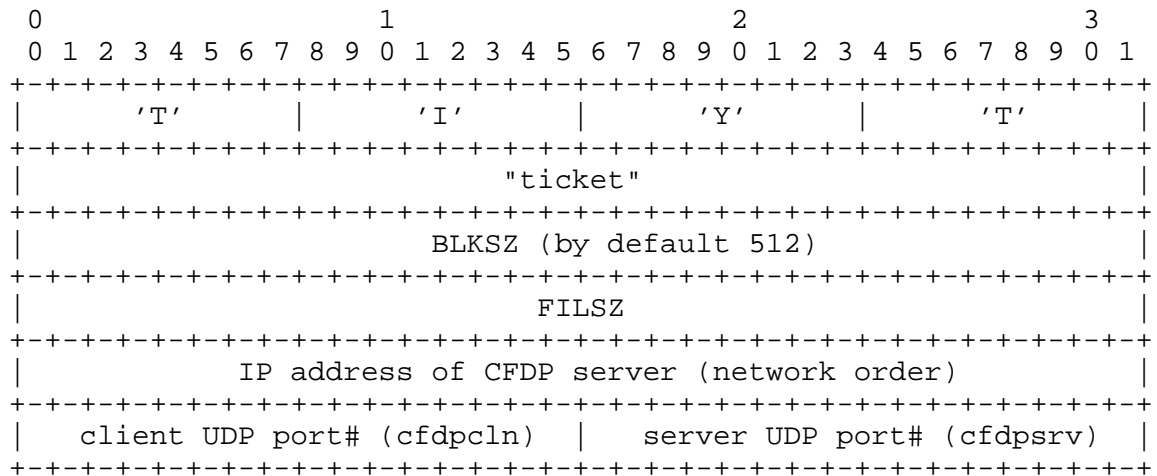 0                   1                   2                   3
 0 1 2 3 4 5 6 7 8 9 0 1 2 3 4 5 6 7 8 9 0 1 2 3 4 5 6 7 8 9 0 1
+-+-+-+-+-+-+-+-+-+-+-+-+-+-+-+-+-+-+-+-+-+-+-+-+-+-+-+-+-+-+-+-+
|      ’T’      |      ’I’      |      ’Y’      |      ’T’      |
+-+-+-+-+-+-+-+-+-+-+-+-+-+-+-+-+-+-+-+-+-+-+-+-+-+-+-+-+-+-+-+-+
|                           "ticket"                            |
+-+-+-+-+-+-+-+-+-+-+-+-+-+-+-+-+-+-+-+-+-+-+-+-+-+-+-+-+-+-+-+-+
|                       BLKSZ (by default 512)                  |
+-+-+-+-+-+-+-+-+-+-+-+-+-+-+-+-+-+-+-+-+-+-+-+-+-+-+-+-+-+-+-+-+
|                             FILSZ                             |
+-+-+-+-+-+-+-+-+-+-+-+-+-+-+-+-+-+-+-+-+-+-+-+-+-+-+-+-+-+-+-+-+
|            IP address of CFDP server (network order)          |
+-+-+-+-+-+-+-+-+-+-+-+-+-+-+-+-+-+-+-+-+-+-+-+-+-+-+-+-+-+-+-+-+
|   client UDP port# (cfdpcln)  |   server UDP port# (cfdpsrv)  |
+-+-+-+-+-+-+-+-+-+-+-+-+-+-+-+-+-+-+-+-+-+-+-+-+-+-+-+-+-+-+-+-+